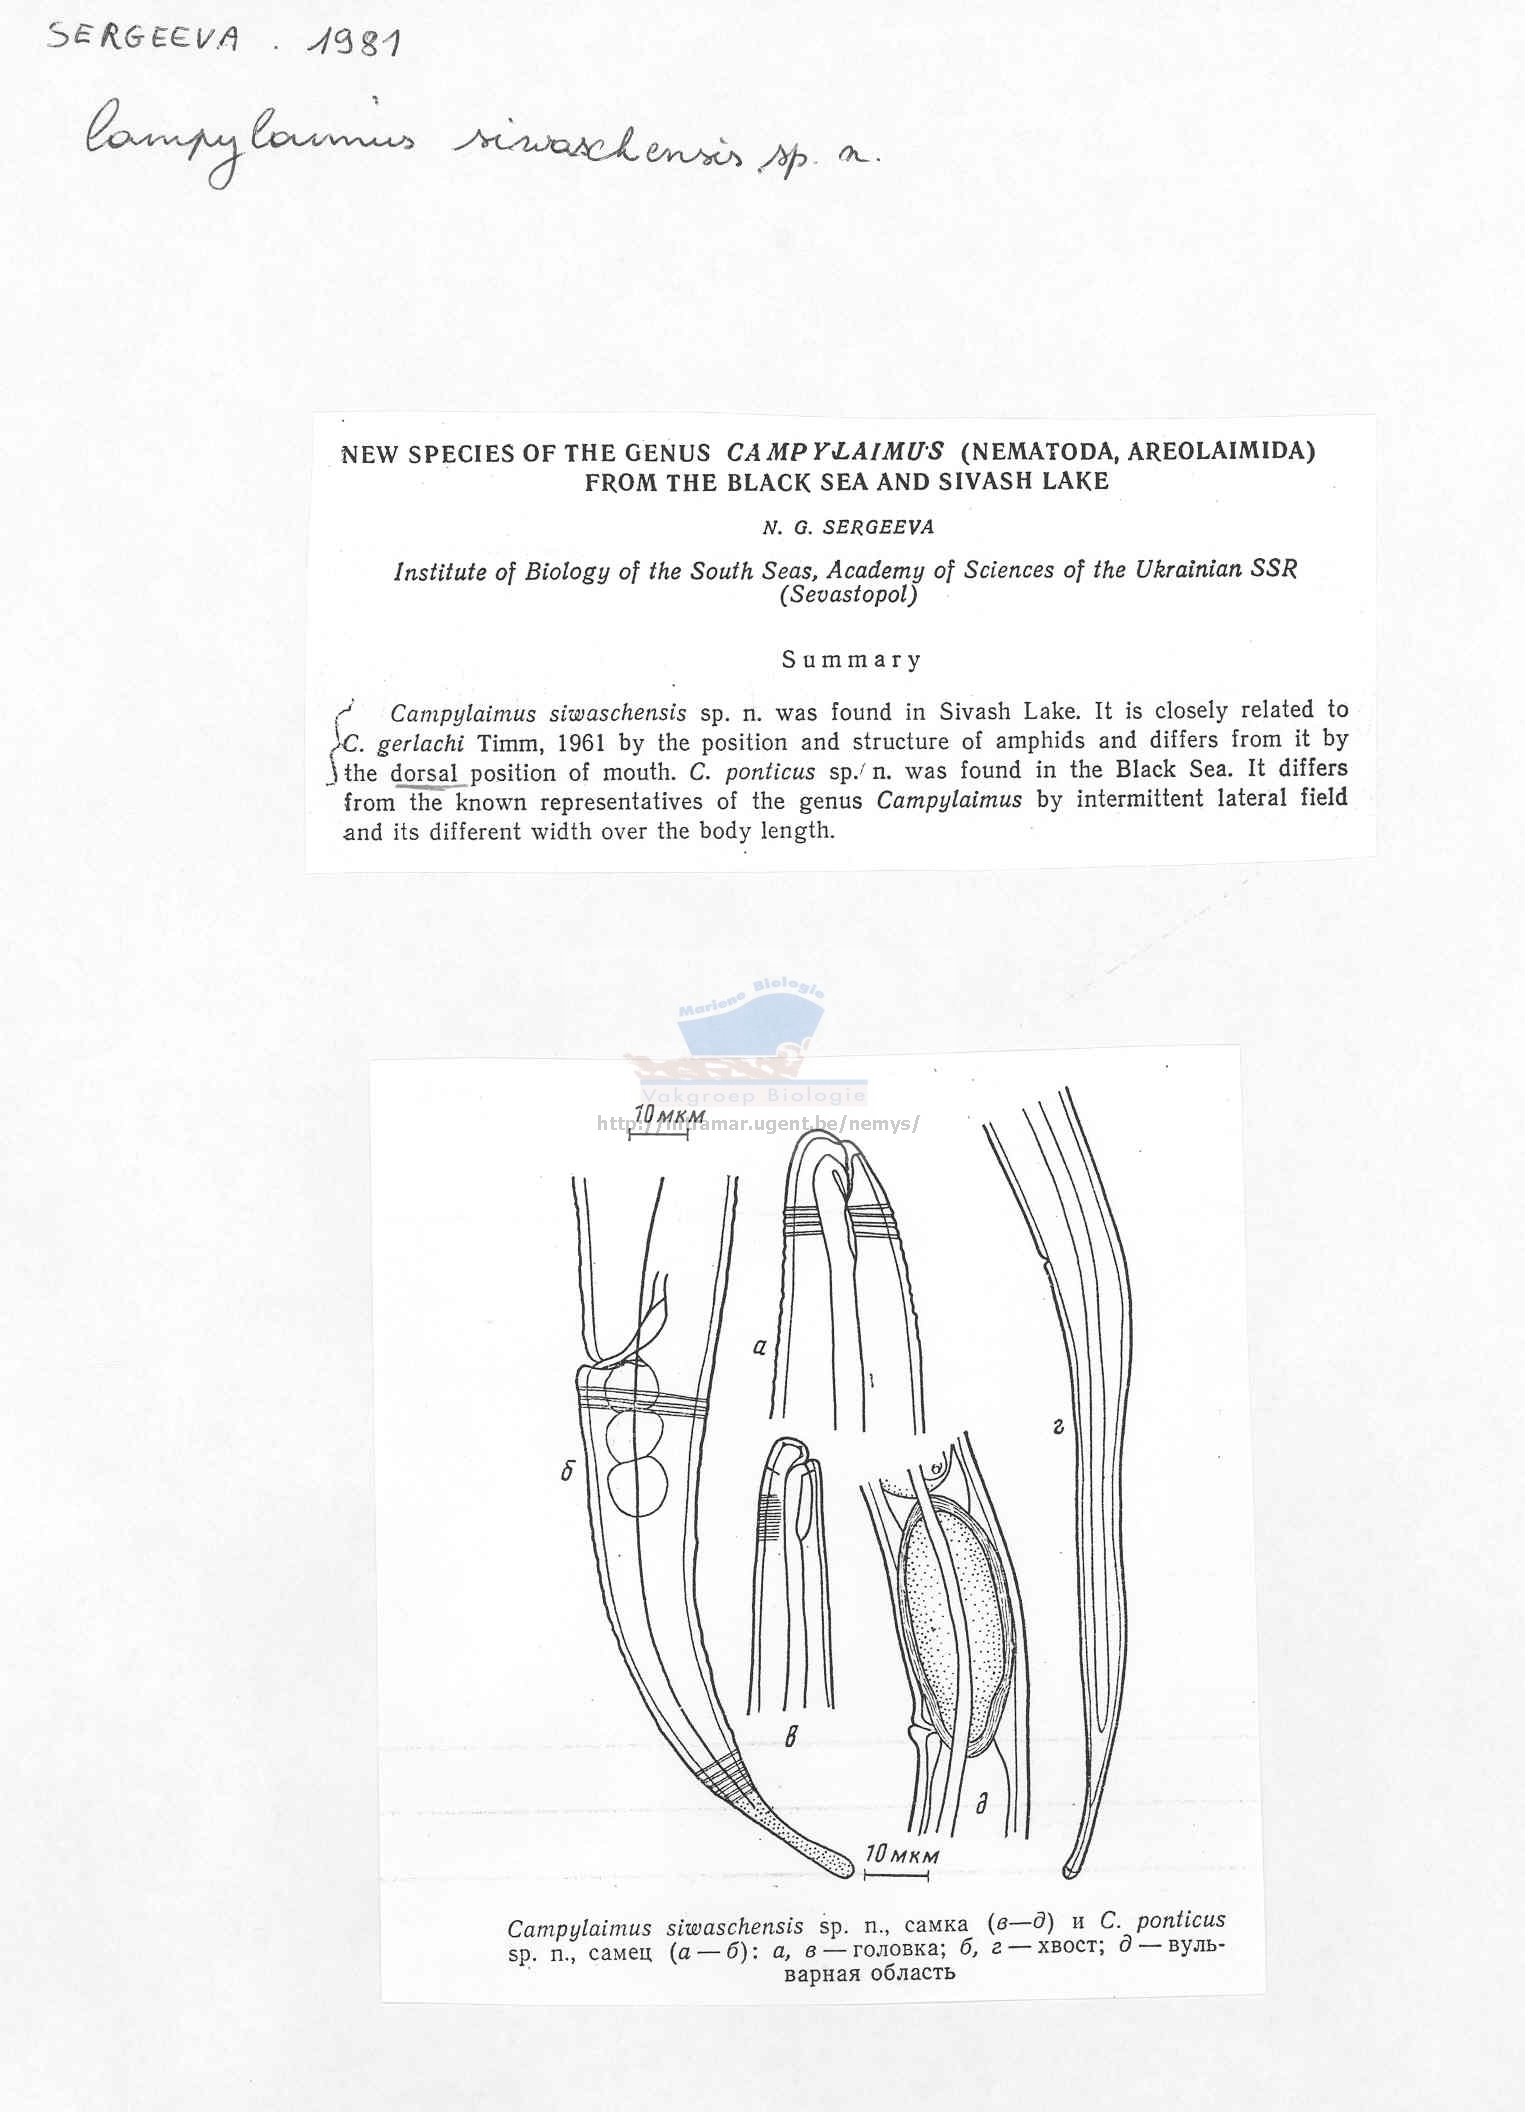 SERGEEVA . 1981
Campylaimus siwaschensis sp. n.
NEW SPECIES OF THE GENUS CAMPYLAIMUS (NEMATODA, AREOLAIMIDA)
FROM THE BLACK SEA AND SIVASH LAKE
N. G. SERGEEVA
Institute of Biology of the South Seas, Academy of Sciences of the Ukrainian SSR
(Sevastopol)
Summary
Campylaimus siwaschensis sp. n. was found in Sivash Lake. It is closely related to
C. gerlachi Timm, 1961 by the position and structure of amphids and differs from it by
the dorsal position of mouth. C. ponticus sp. n. was found in the Black Sea. It differs
from the known representatives of the genus Campylaimus by intermittent lateral field
and its different width over the body length.
Mariene Biologie
Vakgroep Biologie
http://intramar.ugent.be/nemys/
10 мкм
а
г
б
в
д
10 мкм
Campylaimus siwaschensis sp. n., самка (в—д) и C. ponticus
sp. n., самец (а — б): а, в — головка; б, г — хвост; д — вуль-
варная область